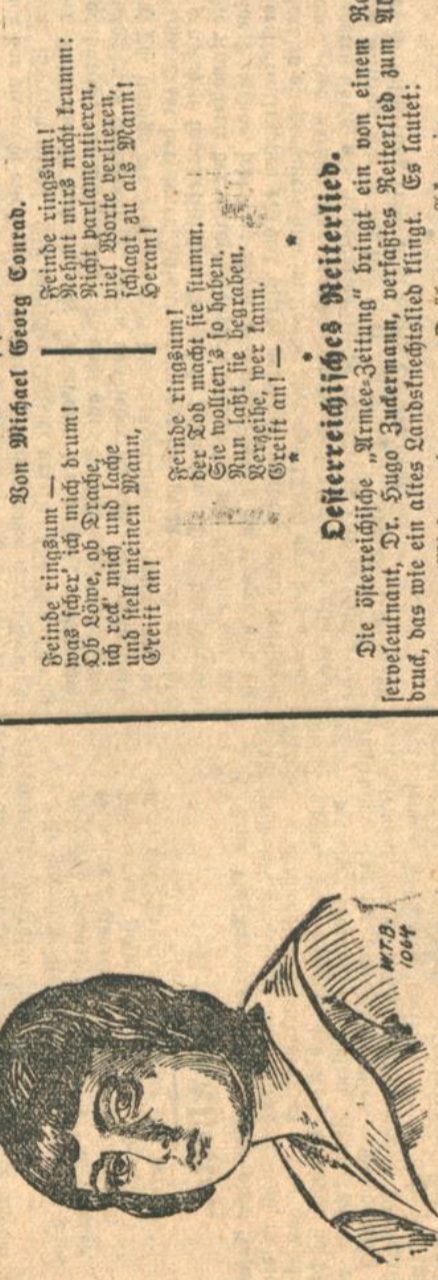 Von Michael Georg Conrad.
Feinde ringsum —
was scher' ich mich drum!
Ob Löwe, ob Drache,
ich reck' mich und lache
und stell meinen Mann,
Greift an!
Feinde ringsum!
Nehmt mirs nicht krumm:
Nicht parlamentieren,
viel Worte verlieren,
schlagt zu als Mann!
Heran!
Feinde ringsum!
der Tod macht sie stumm.
Sie wollten's so haben,
Nun laßt sie begraben.
Verzeihe, wer kann.
Greift an! —
* * *
Oesterreichisches Reiterlied.
Die österreichische „Armee-Zeitung" bringt ein von einem
serveleutnant, Dr. Hugo Zuckermann, verfaßtes Reiterlied zum
druck, das wie ein altes Landsknechtslied klingt. Es lautet:
W.T.B.
1064